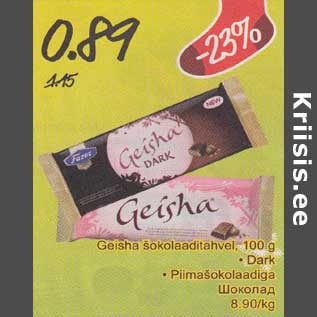 0.89
1.15
-23%
Fazer
NEW
Geisha
DARK
Geisha
Geisha šokolaaditahvel, 100 g
• Dark
• Piimašokolaadiga
Шоколад
8.90/kg
Kriisis.ee